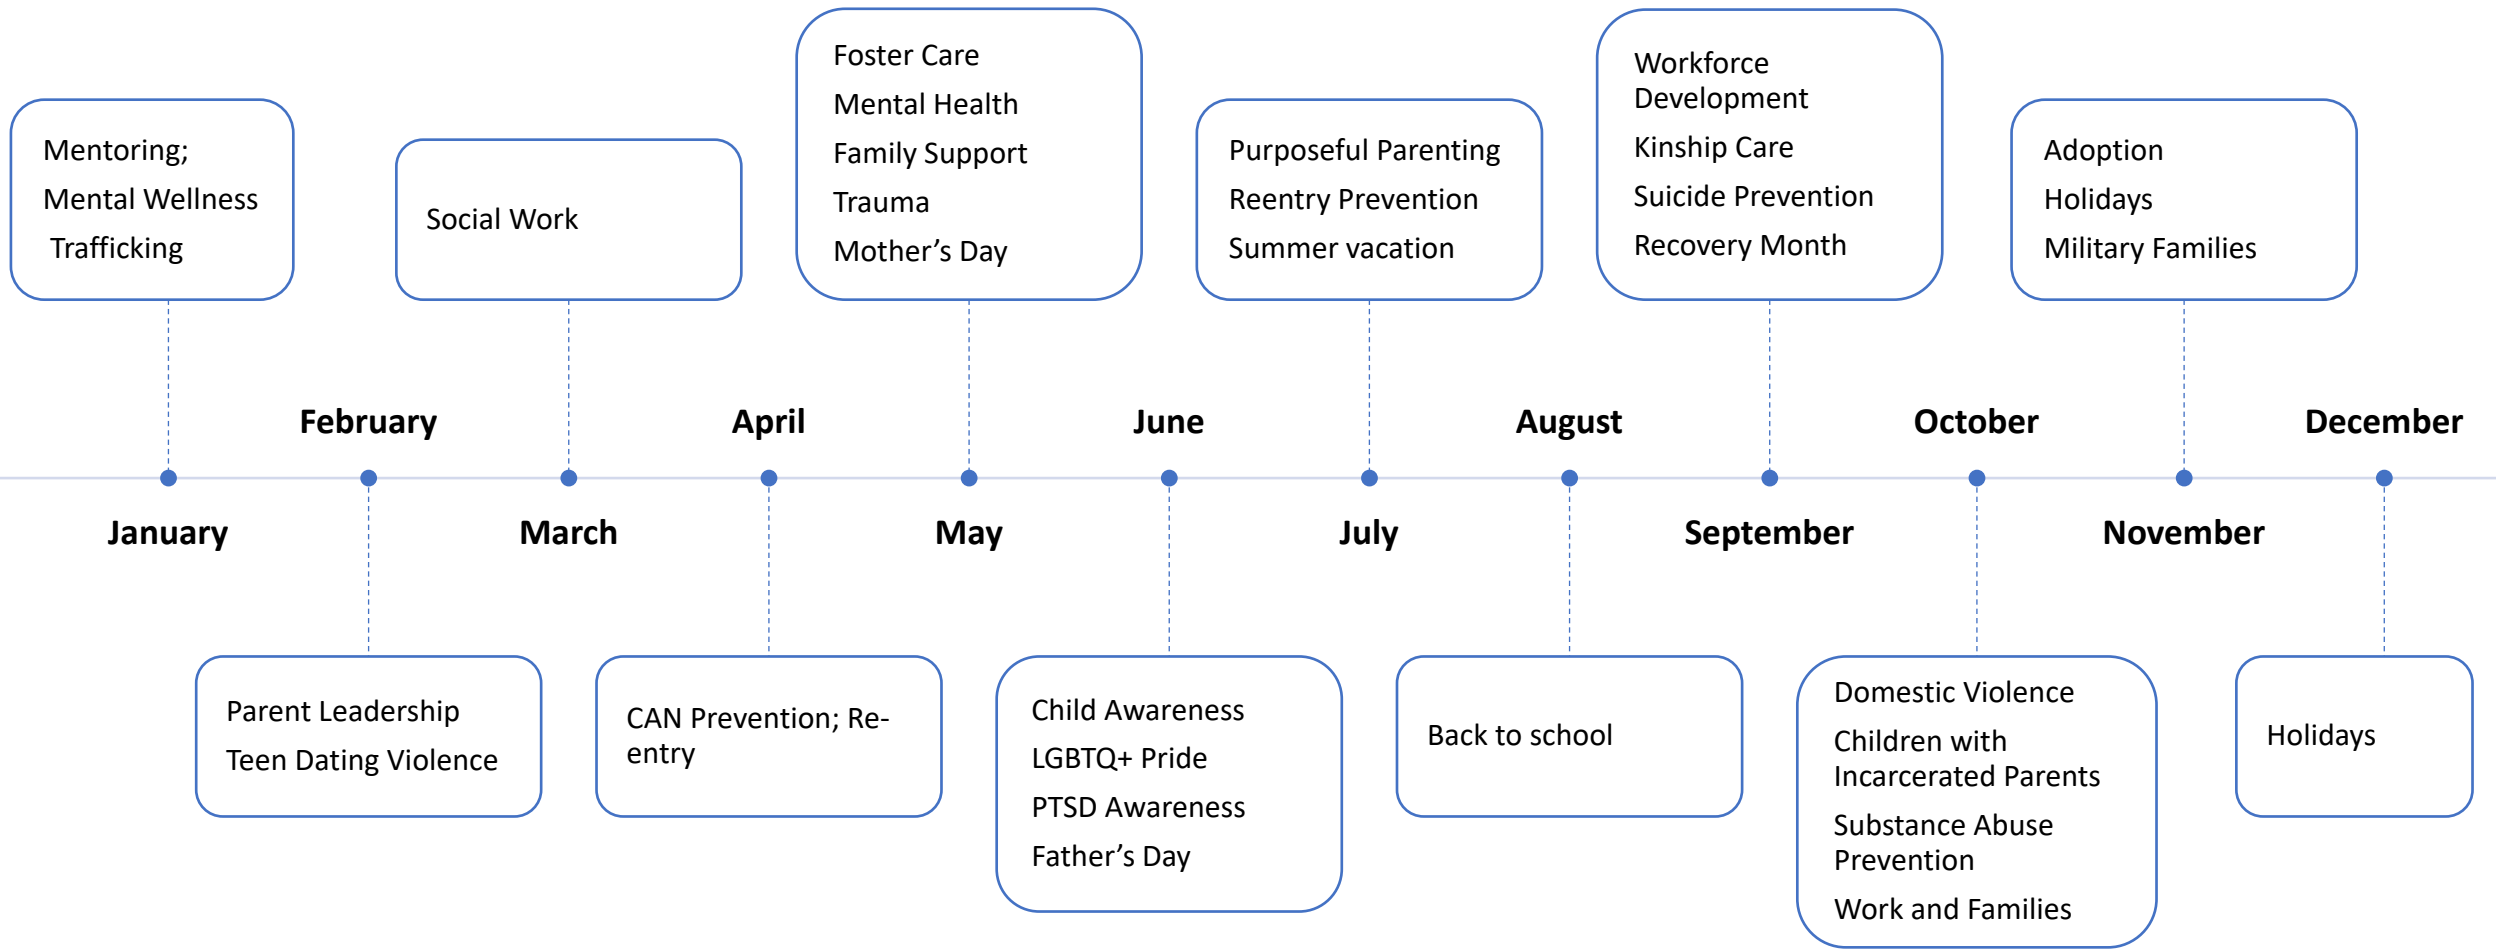 Mentoring;
Mental Wellness
Trafficking
Social Work
Foster Care
Mental Health
Family Support
Trauma
Mother’s Day
Purposeful Parenting
Reentry Prevention
Summer vacation
Workforce
Development
Kinship Care
Suicide Prevention
Recovery Month
Adoption
Holidays
Military Families
February
April
June
August
October
December
January
March
May
July
September
November
Parent Leadership
Teen Dating Violence
CAN Prevention; Re-
entry
Child Awareness
LGBTQ+ Pride
PTSD Awareness
Father’s Day
Back to school
Domestic Violence
Children with
Incarcerated Parents
Substance Abuse
Prevention
Work and Families
Holidays